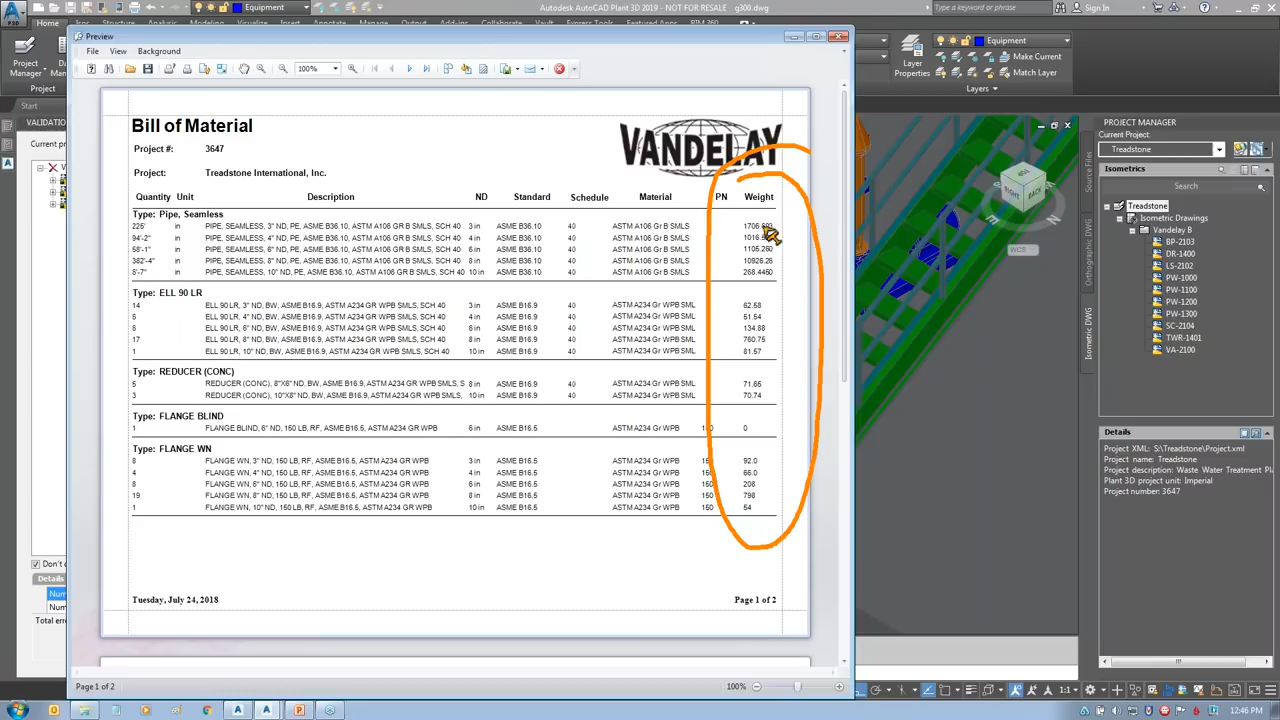 Equipment
Autodesk AutoCAD Plant 3D 2019 - NOT FOR RESALE g300.dwg
Sign In
Home
Project
Manager
Project
Layer
Properties
Equipment
Make Current
Match Layer
Layers
Start
Preview
File View Background
100%
Bill of Material
VANDELAY
Project #: 3647
Project: Treadstone International, Inc.
Quantity Unit Description ND Standard Schedule Material PN Weight
Type: Pipe, Seamless
225' in PIPE, SEAMLESS, 3" ND, PE, ASME B36.10, ASTM A106 GR B SMLS, SCH 40 3 in ASME B36.10 40 ASTM A106 Gr B SMLS
94'-2" in PIPE, SEAMLESS, 4" ND, PE, ASME B36.10, ASTM A106 GR B SMLS, SCH 40 4 in ASME B36.10 40 ASTM A106 Gr B SMLS
58'-1" in PIPE, SEAMLESS, 6" ND, PE, ASME B36.10, ASTM A106 GR B SMLS, SCH 40 6 in ASME B36.10 40 ASTM A106 Gr B SMLS 1105.260
382'-4" in PIPE, SEAMLESS, 8" ND, PE, ASME B36.10, ASTM A106 GR B SMLS, SCH 40 8 in ASME B36.10 40 ASTM A106 Gr B SMLS 10928.26
8'-7" in PIPE, SEAMLESS, 10" ND, PE, ASME B36.10, ASTM A106 GR B SMLS, SCH 40 10 in ASME B36.10 40 ASTM A106 Gr B SMLS 268.4450
Type: ELL 90 LR
14 ELL 90 LR, 3" ND, BW, ASME B16.9, ASTM A234 GR WPB SMLS, SCH 40 3 in ASME B16.9 40 ASTM A234 Gr WPB SML 62.58
5 ELL 90 LR, 4" ND, BW, ASME B16.9, ASTM A234 GR WPB SMLS, SCH 40 4 in ASME B16.9 40 ASTM A234 Gr WPB SML 51.54
6 ELL 90 LR, 6" ND, BW, ASME B16.9, ASTM A234 GR WPB SMLS, SCH 40 6 in ASME B16.9 40 ASTM A234 Gr WPB SML 134.88
17 ELL 90 LR, 8" ND, BW, ASME B16.9, ASTM A234 GR WPB SMLS, SCH 40 8 in ASME B16.9 40 ASTM A234 Gr WPB SML 760.75
1 ELL 90 LR, 10" ND, BW, ASME B16.9, ASTM A234 GR WPB SMLS, SCH 40 10 in ASME B16.9 40 ASTM A234 Gr WPB SML 81.57
Type: REDUCER (CONC)
5 REDUCER (CONC), 8"X6" ND, BW, ASME B16.9, ASTM A234 GR WPB SMLS, S 8 in ASME B16.9 40 ASTM A234 Gr WPB SML 71.65
3 REDUCER (CONC), 10"X8" ND, BW, ASME B16.9, ASTM A234 GR WPB SMLS, 10 in ASME B16.9 40 ASTM A234 Gr WPB SML 70.74
Type: FLANGE BLIND
1 FLANGE BLIND, 6" ND, 150 LB, RF, ASME B16.5, ASTM A234 GR WPB 6 in ASME B16.5 ASTM A234 Gr WPB 0
Type: FLANGE WN
8 FLANGE WN, 3" ND, 150 LB, RF, ASME B16.5, ASTM A234 GR WPB 3 in ASME B16.5 ASTM A234 Gr WPB 150 92.0
4 FLANGE WN, 4" ND, 150 LB, RF, ASME B16.5, ASTM A234 GR WPB 4 in ASME B16.5 ASTM A234 Gr WPB 150 66.0
8 FLANGE WN, 6" ND, 150 LB, RF, ASME B16.5, ASTM A234 GR WPB 6 in ASME B16.5 ASTM A234 Gr WPB 150 208
19 FLANGE WN, 8" ND, 150 LB, RF, ASME B16.5, ASTM A234 GR WPB 8 in ASME B16.5 ASTM A234 Gr WPB 150 798
1 FLANGE WN, 10" ND, 150 LB, RF, ASME B16.5, ASTM A234 GR WPB 10 in ASME B16.5 ASTM A234 Gr WPB 150 54
Tuesday, July 24, 2018 Page 1 of 2
Page 1 of 2 100%
TOP
RIGHT
BACK
N
WCS
PROJECT MANAGER
Current Project:
Treadstone
Isometrics
Search
Treadstone
Isometric Drawings
Vandelay B
BP-2103
DR-1400
LS-2102
PW-1000
PW-1100
PW-1200
PW-1300
SC-2104
TWR-1401
VA-2100
Source Files
Orthographic DWG
Isometric DWG
Details
Project XML: S:\Treadstone\Project.xml
Project name: Treadstone
Project description: Waste Water Treatment Pl
Plant 3D project unit: Imperial
Project number: 3647
1:1
12:46 PM